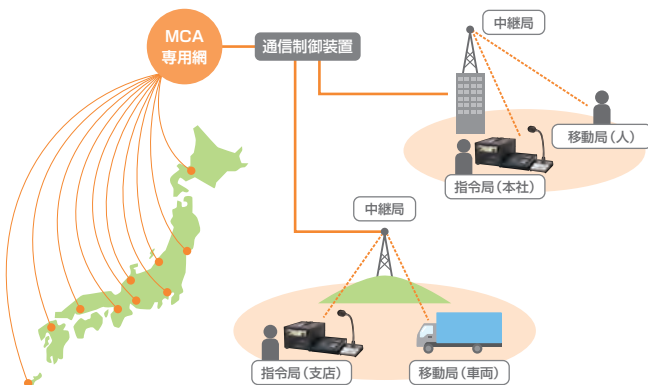 MCA
専用網
通信制御装置
中継局
移動局（人）
指令局（本社）
中継局
指令局（支店）
移動局（車両）